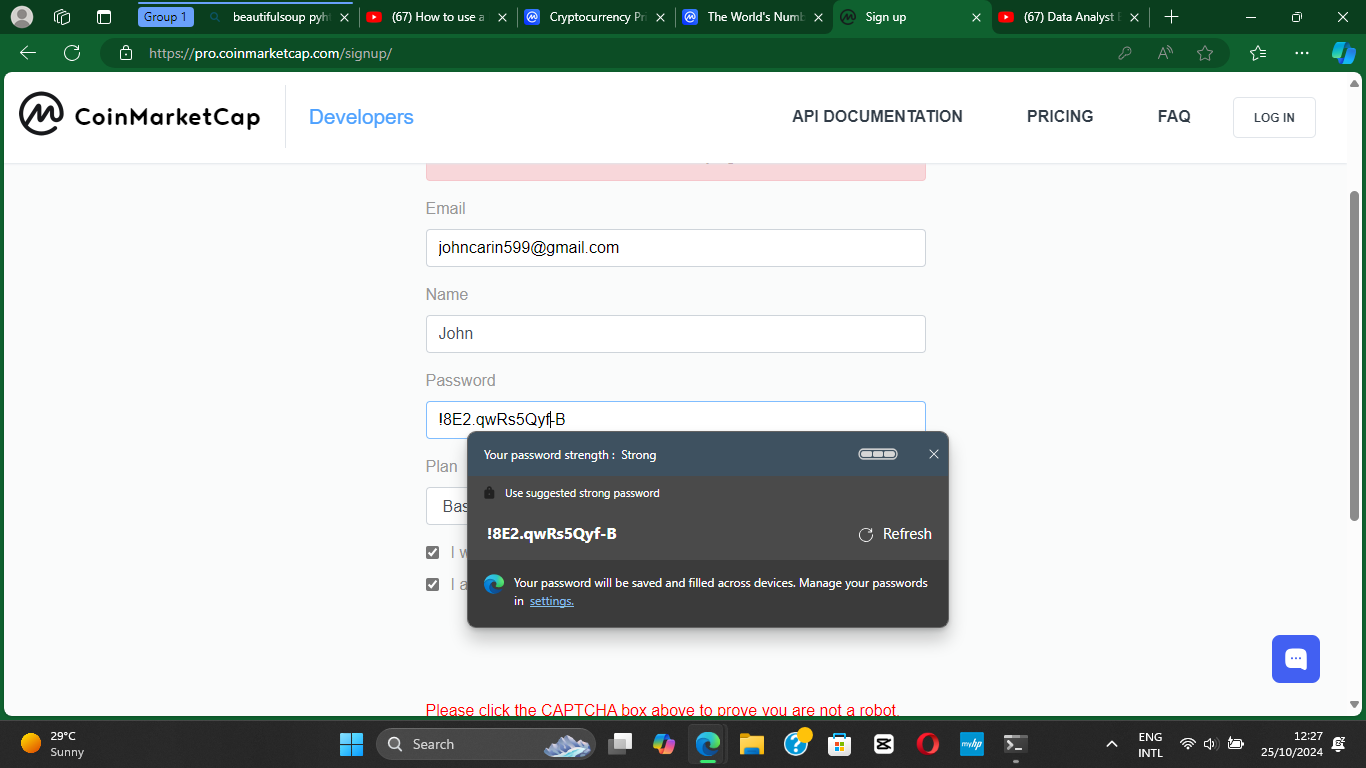 Group 1
beautifulsoup pyht
(67) How to use a
Cryptocurrency Pri
The World's Numb
Sign up
(67) Data Analyst
https://pro.coinmarketcap.com/signup/
CoinMarketCap
Developers
API DOCUMENTATION
PRICING
FAQ
LOG IN
Email
johncarin599@gmail.com
Name
John
Password
!8E2.qwRs5Qyf-B
Your password strength : Strong
Plan
Use suggested strong password
Bas
!8E2.qwRs5Qyf-B
Refresh
I w
I a
Your password will be saved and filled across devices. Manage your passwords
in settings.
Please click the CAPTCHA box above to prove you are not a robot.
29°C
Sunny
Search
myhp
ENG
INTL
12:27
25/10/2024